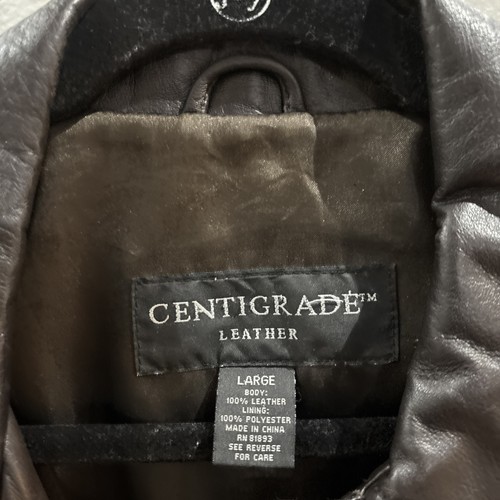 CENTIGRADE™
LEATHER
LARGE
BODY:
100% LEATHER
LINING:
100% POLYESTER
MADE IN CHINA
RN 81893
SEE REVERSE
FOR CARE